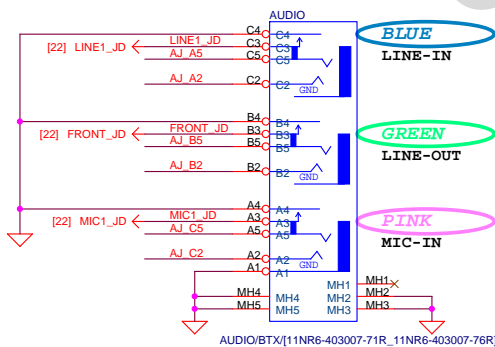 AUDIO
C4 C4 BLUE
[22] LINE1_JD LINE1_JD C3 C3
AJ_A5 C5 C5 LINE-IN
AJ_A2 C2 C2
GND
B4 B4
[22] FRONT_JD FRONT_JD B3 B3 GREEN
AJ_B5 B5 B5
LINE-OUT
AJ_B2 B2 B2
GND
A4 A4
[22] MIC1_JD MIC1_JD A3 A3 PINK
AJ_C5 A5 A5
MIC-IN
AJ_C2 A2 A2
A1 A1 GND
MH1 MH1
MH4 MH4 MH2 MH2
MH5 MH5 MH3 MH3
AUDIO/BTX/[11NR6-403007-71R_11NR6-403007-76R]